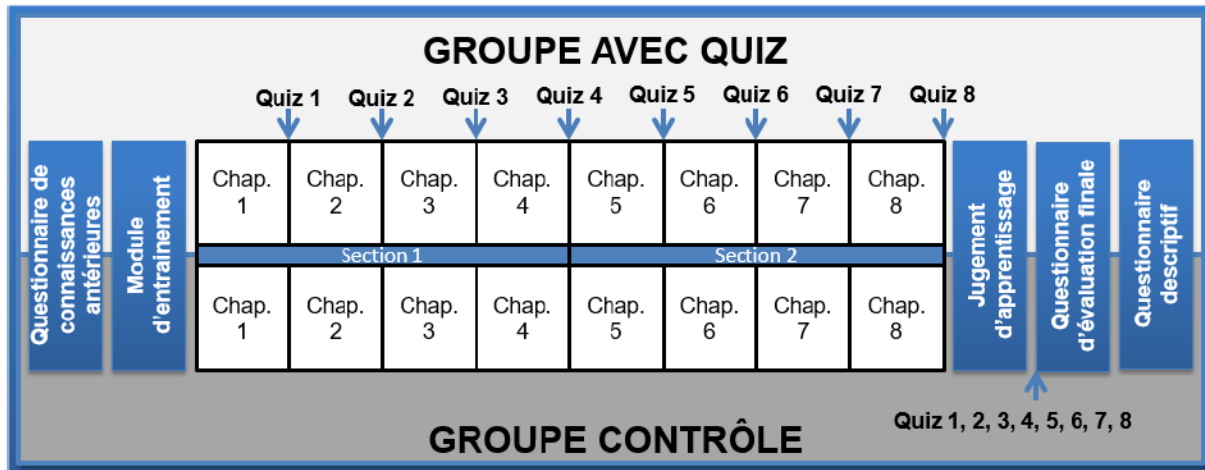 GROUPE AVEC QUIZ
Quiz 1
Quiz 2
Quiz 3
Quiz 4
Quiz 5
Quiz 6
Quiz 7
Quiz 8
Questionnaire de
connaissances
antérieures
Module
d'entrainement
Chap.
1
Chap.
2
Chap.
3
Chap.
4
Chap.
5
Chap.
6
Chap.
7
Chap.
8
Section 1
Section 2
Chap.
1
Chap.
2
Chap.
3
Chap.
4
Chap.
5
Chap.
6
Chap.
7
Chap.
8
Jugement
d'apprentissage
Questionnaire
d'évaluation finale
Questionnaire
descriptif
Quiz 1, 2, 3, 4, 5, 6, 7, 8
GROUPE CONTRÔLE